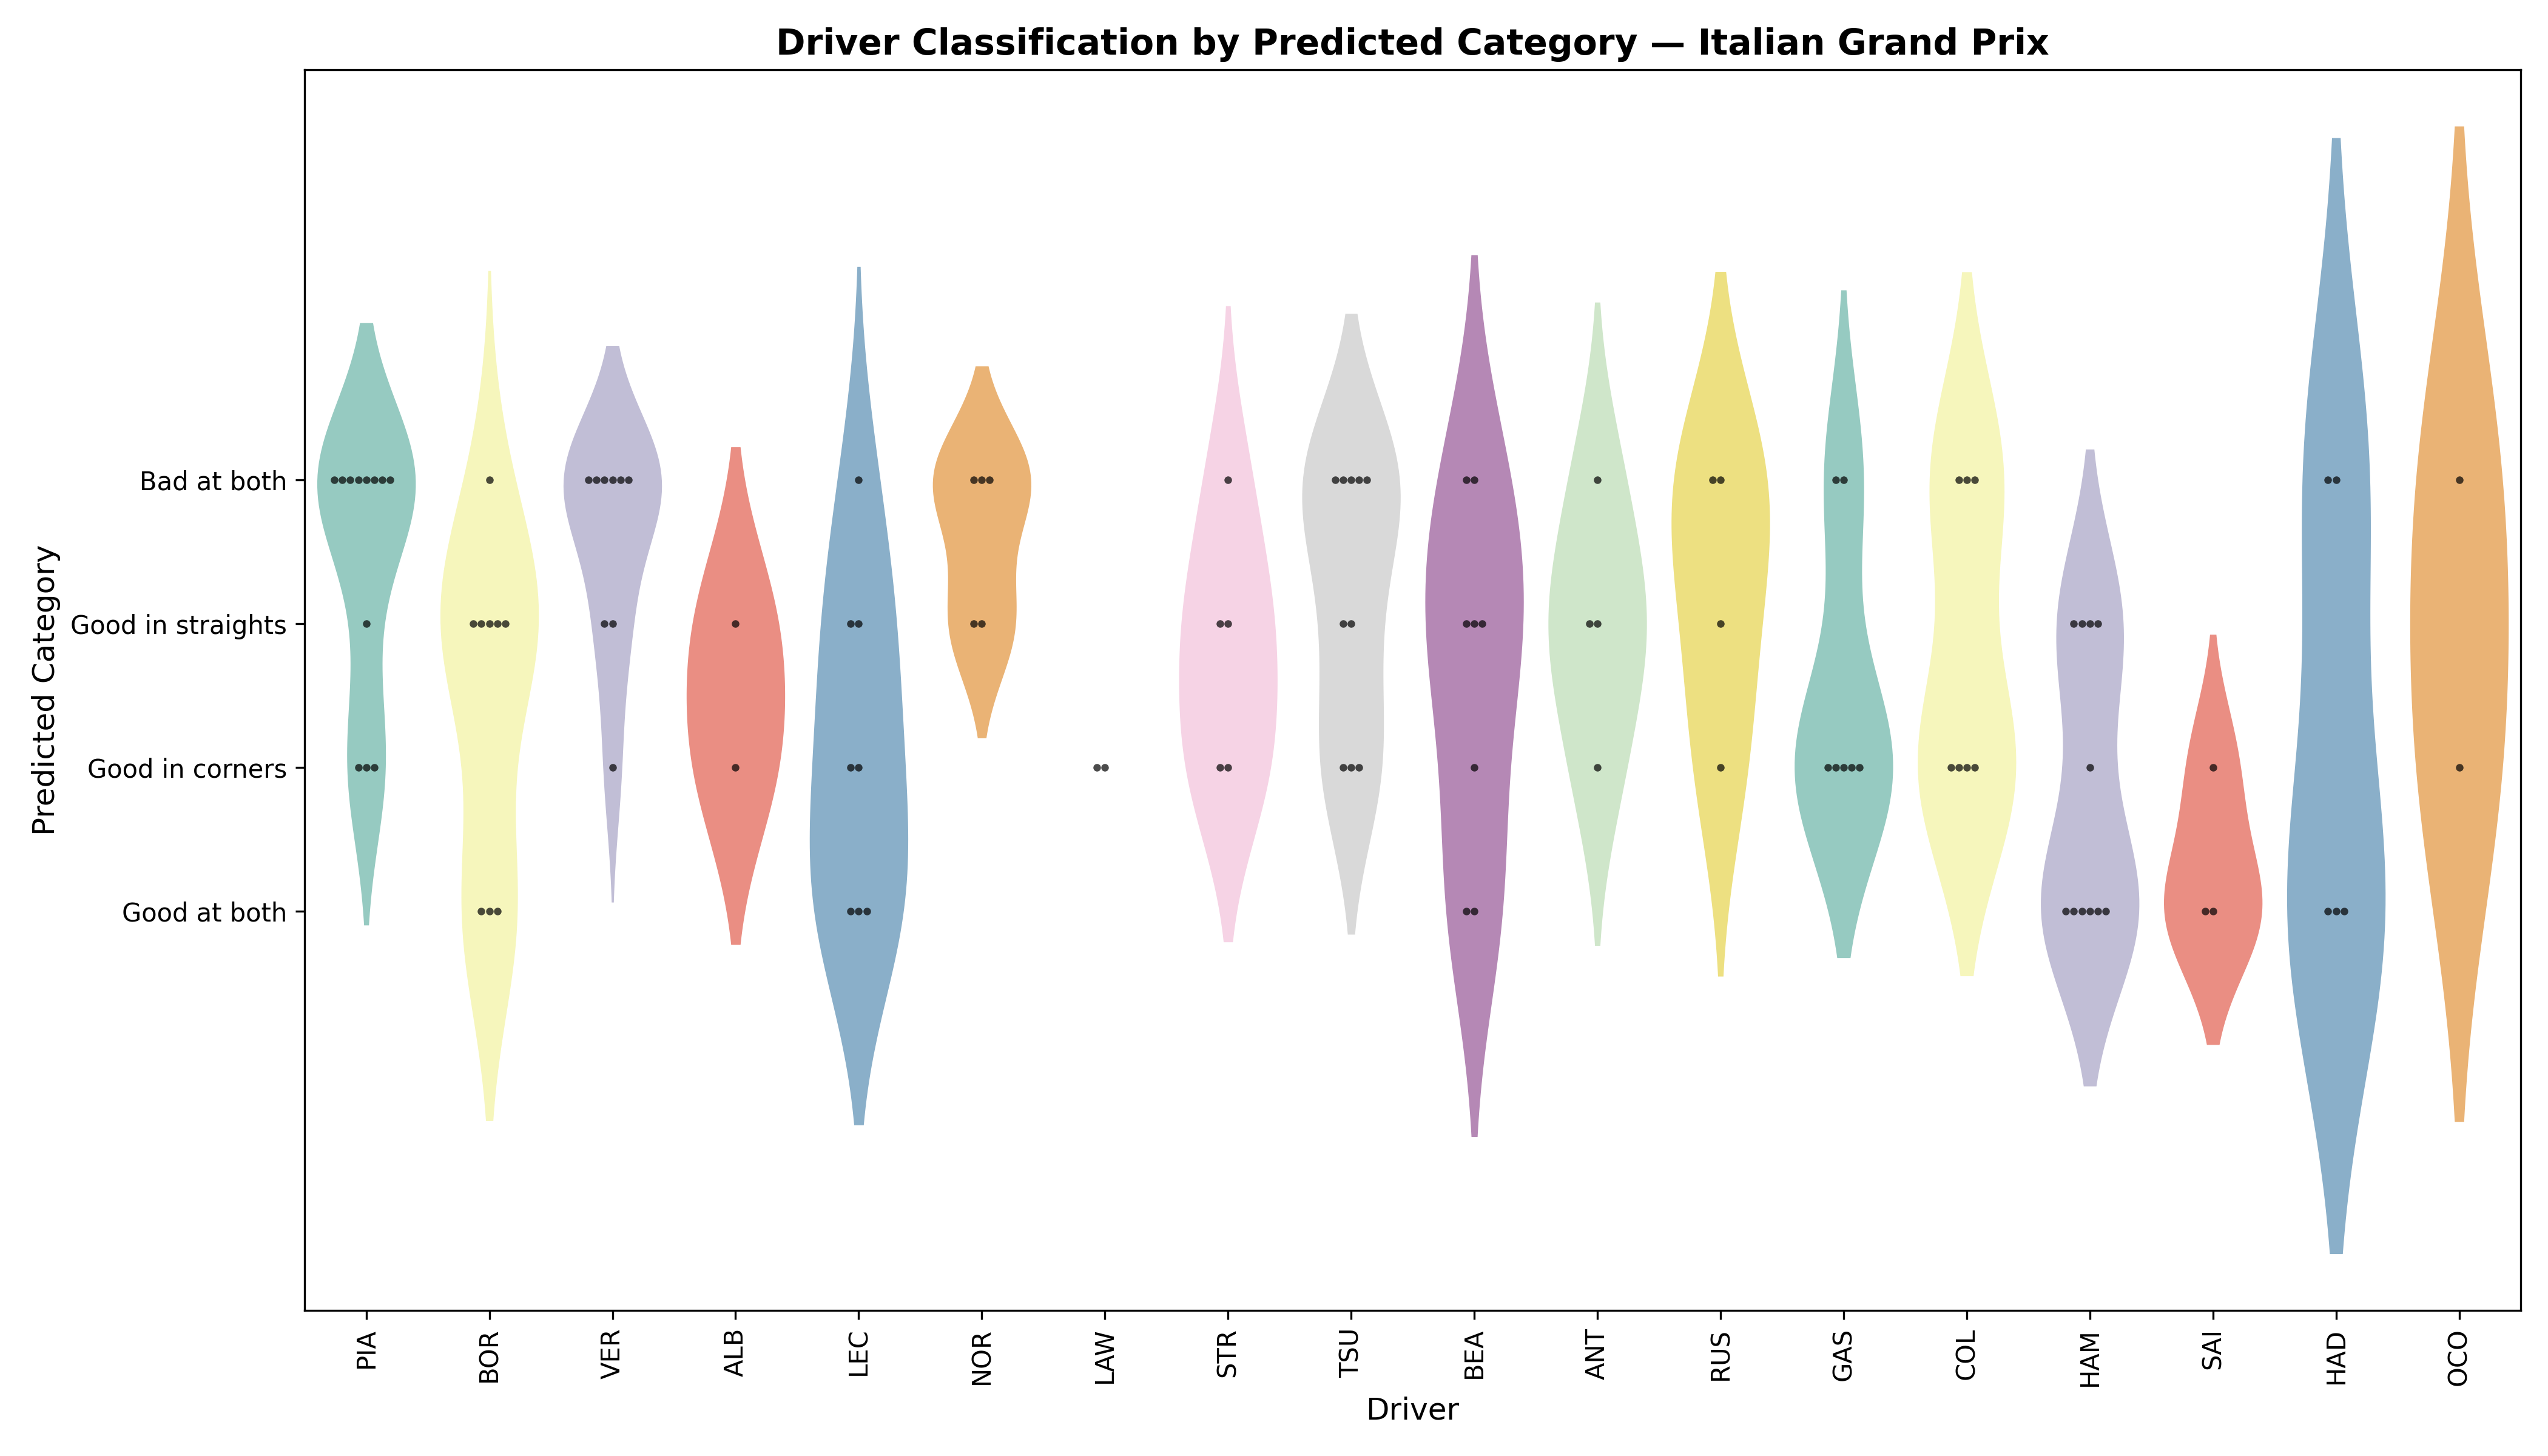 Driver Classification by Predicted Category — Italian Grand Prix
Predicted Category
Bad at both
Good in straights
Good in corners
Good at both
PIA
BOR
VER
ALB
LEC
NOR
LAW
STR
TSU
BEA
ANT
RUS
GAS
COL
HAM
SAI
HAD
OCO
Driver